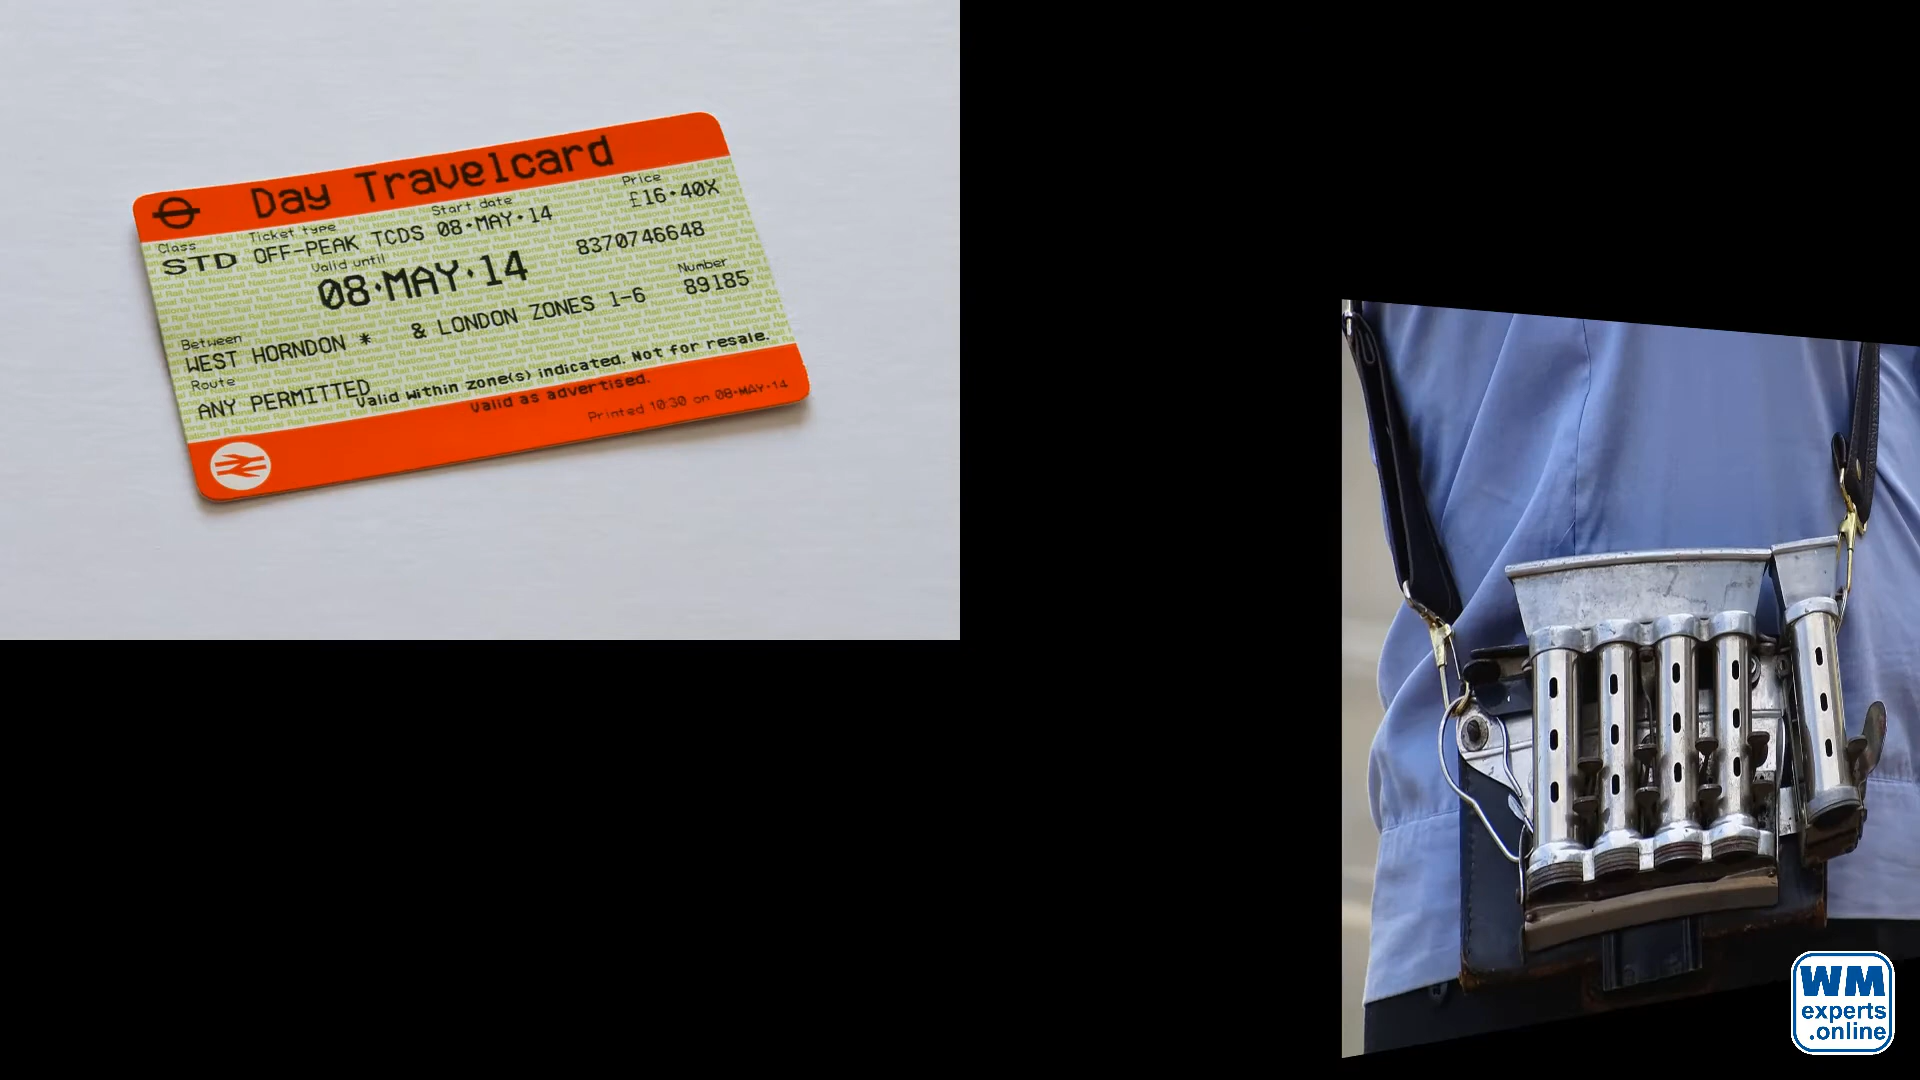 Day Travelcard
Class Ticket type Start date Price
STD OFF-PEAK TCDS 08·MAY·14 £16·40X
Valid until
08·MAY·14 8370746648
Between Number
WEST HORNDON * & LONDON ZONES 1-6 89185
Route
ANY PERMITTED Valid within zone(s) indicated. Not for resale.
Valid as advertised.
Printed 10:30 on 08·MAY·14
WM
experts
.online